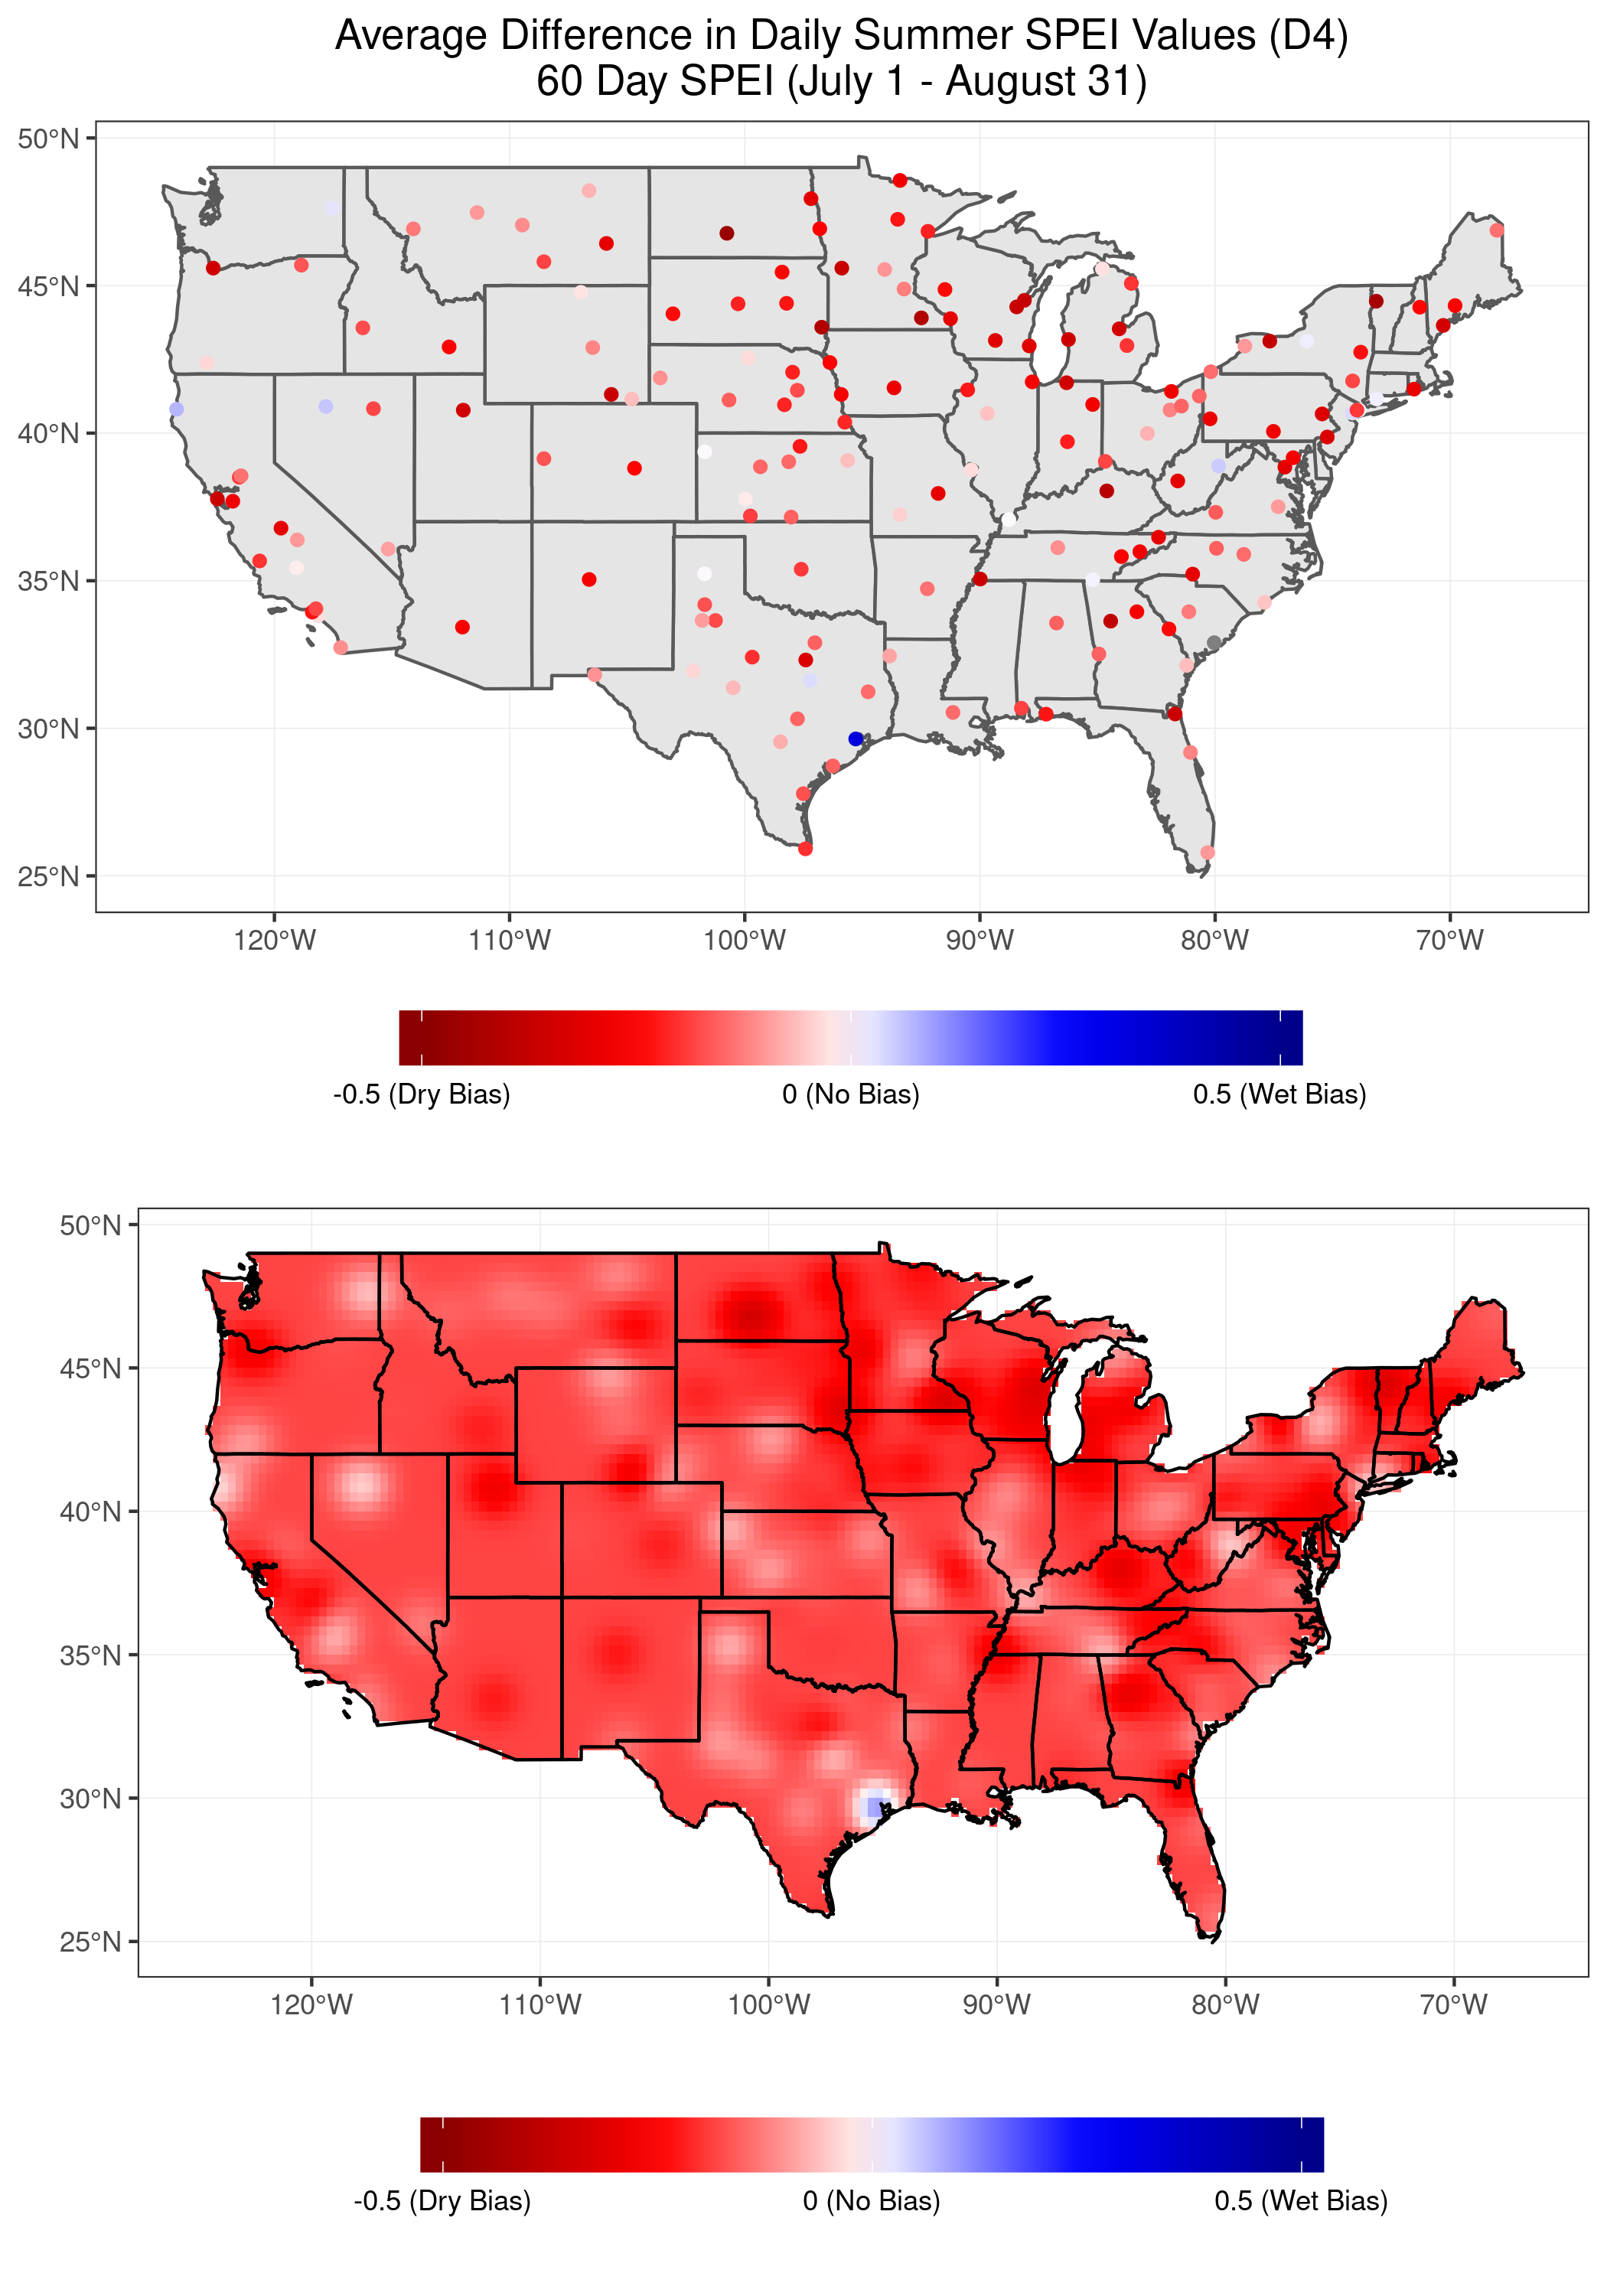 Average Difference in Daily Summer SPEI Values (D4)
60 Day SPEI (July 1 - August 31)
50°N
45°N
40°N
35°N
30°N
25°N
120°W 110°W 100°W 90°W 80°W 70°W
-0.5 (Dry Bias) 0 (No Bias) 0.5 (Wet Bias)
50°N
45°N
40°N
35°N
30°N
25°N
120°W 110°W 100°W 90°W 80°W 70°W
-0.5 (Dry Bias) 0 (No Bias) 0.5 (Wet Bias)